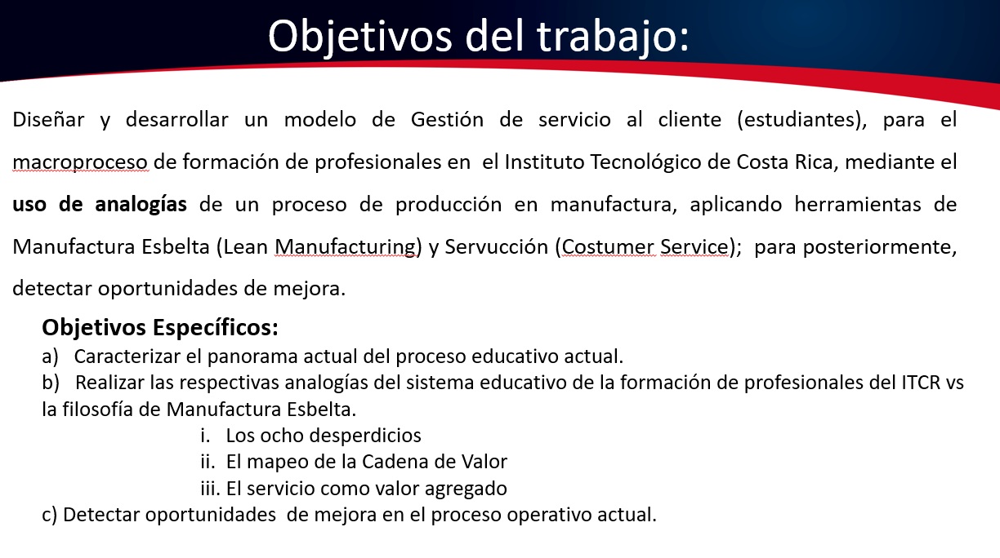 Objetivos del trabajo:
Diseñar y desarrollar un modelo de Gestión de servicio al cliente (estudiantes), para el
macroproceso de formación de profesionales en el Instituto Tecnológico de Costa Rica, mediante el
uso de analogías de un proceso de producción en manufactura, aplicando herramientas de
Manufactura Esbelta (Lean Manufacturing) y Servucción (Costumer Service); para posteriormente,
detectar oportunidades de mejora.
Objetivos Específicos:
a) Caracterizar el panorama actual del proceso educativo actual.
b) Realizar las respectivas analogías del sistema educativo de la formación de profesionales del ITCR vs
la filosofía de Manufactura Esbelta.
i. Los ocho desperdicios
ii. El mapeo de la Cadena de Valor
iii. El servicio como valor agregado
c) Detectar oportunidades de mejora en el proceso operativo actual.